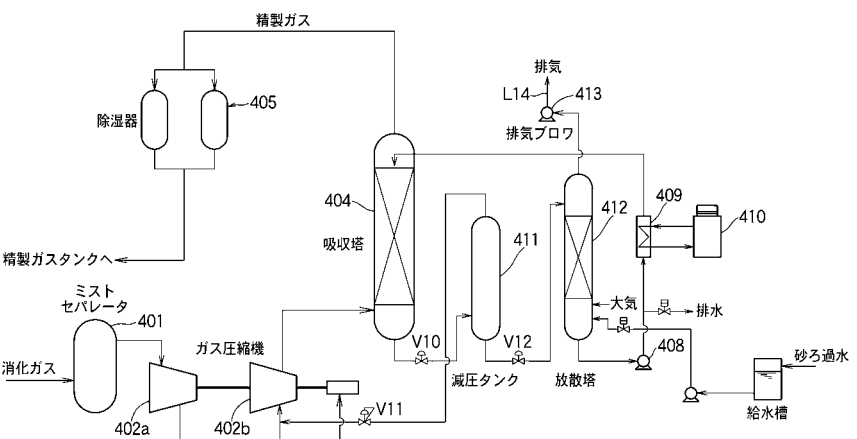 精製ガス
除湿器
405
精製ガスタンクへ
排気
L14
413
排気ブロワ
404
吸収塔
411
412
409
410
ミスト
セパレータ
401
ガス圧縮機
消化ガス
402a
402b
V10
V11
V12
減圧タンク
放散塔
大気
排水
408
砂ろ過水
給水槽